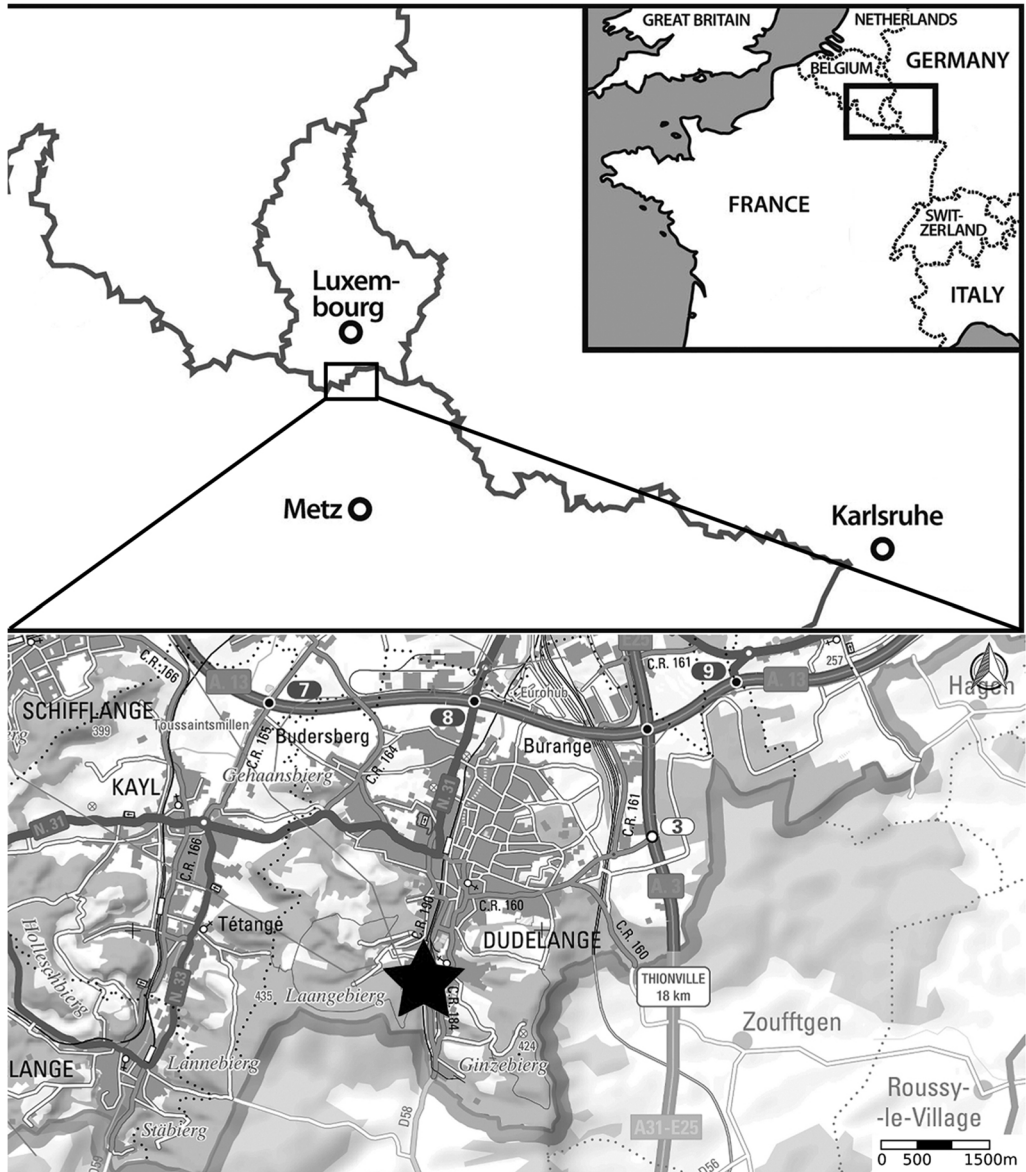 GREAT BRITAIN
NETHERLANDS
BELGIUM
GERMANY
FRANCE
SWIT-
ZERLAND
ITALY
Luxem-
bourg
Metz
Karlsruhe
C.R. 166
A. 13
7
8
9
C.R. 161
257
A. 13
Hagen
SCHIFFLANGE
399
Toussaintsmillen
C.R. 165
Budersberg
C.R. 164
Eurohub
Burange
Gehaansbierg
KAYL
N. 31
N. 31
C.R. 161
3
C.R. 166
A. 3
C.R. 160
C.R. 160
Tétange
DUDELANGE
Holleschbierg
N. 33
435
Laangebierg
C.R. 184
THIONVILLE
18 km
Zoufftgen
LANGE
Lannebierg
424
Ginzebierg
Roussy-
-le-Village
Stäbierg
D58
A31-E25
D56
0 500 1500m